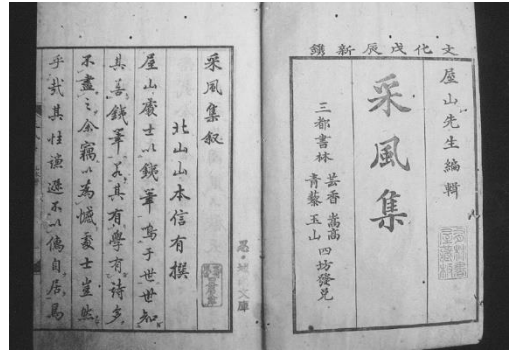 文化戊辰新鐫
屋山先生編輯
采風集
三都書林
芸香 嵩高
青藜 玉山
四坊發兌
采風集叙
北山山本信有撰
屋山處士以鐵筆鳴于世世知
其善鐵筆若其有學有詩多
不盡之余竊以為憾處士豈然
乎哉其性謙遜不以儒自居焉
文庫